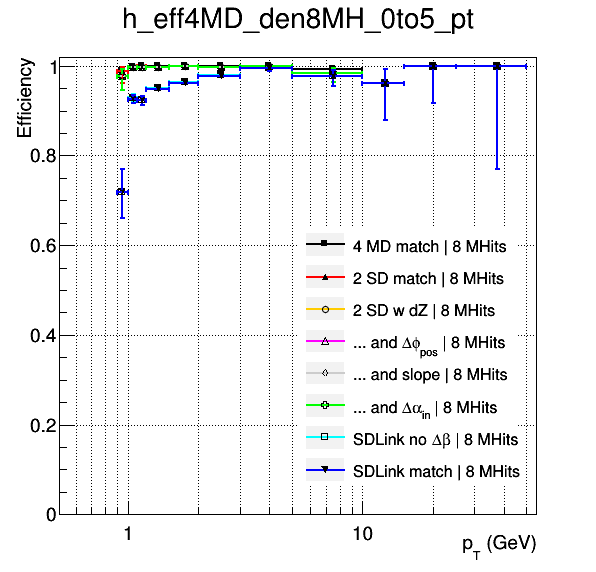 h_eff4MD_den8MH_0to5_pt
Efficiency
1
0.8
0.6
0.4
0.2
0
4 MD match | 8 MHits
2 SD match | 8 MHits
2 SD w dZ | 8 MHits
... and Δϕpos | 8 MHits
... and slope | 8 MHits
... and Δαin | 8 MHits
SDLink no Δβ | 8 MHits
SDLink match | 8 MHits
1
10
pT (GeV)